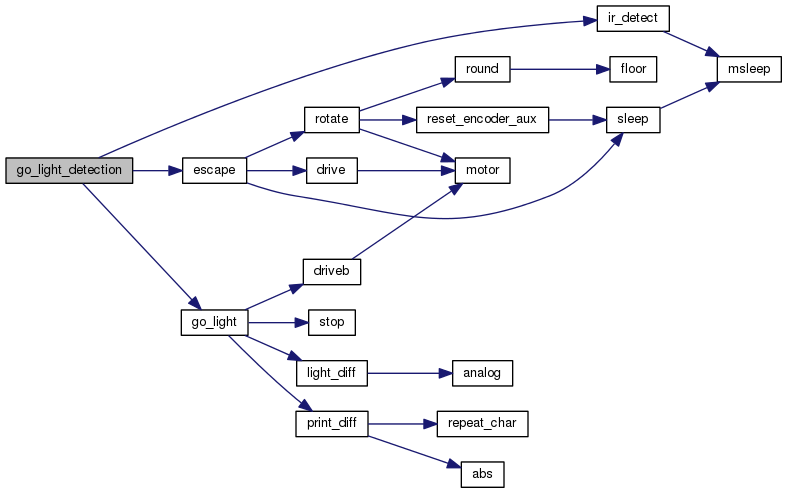 ir_detect
round
floor
msleep
rotate
reset_encoder_aux
sleep
go_light_detection
escape
drive
motor
driveb
go_light
stop
light_diff
analog
print_diff
repeat_char
abs